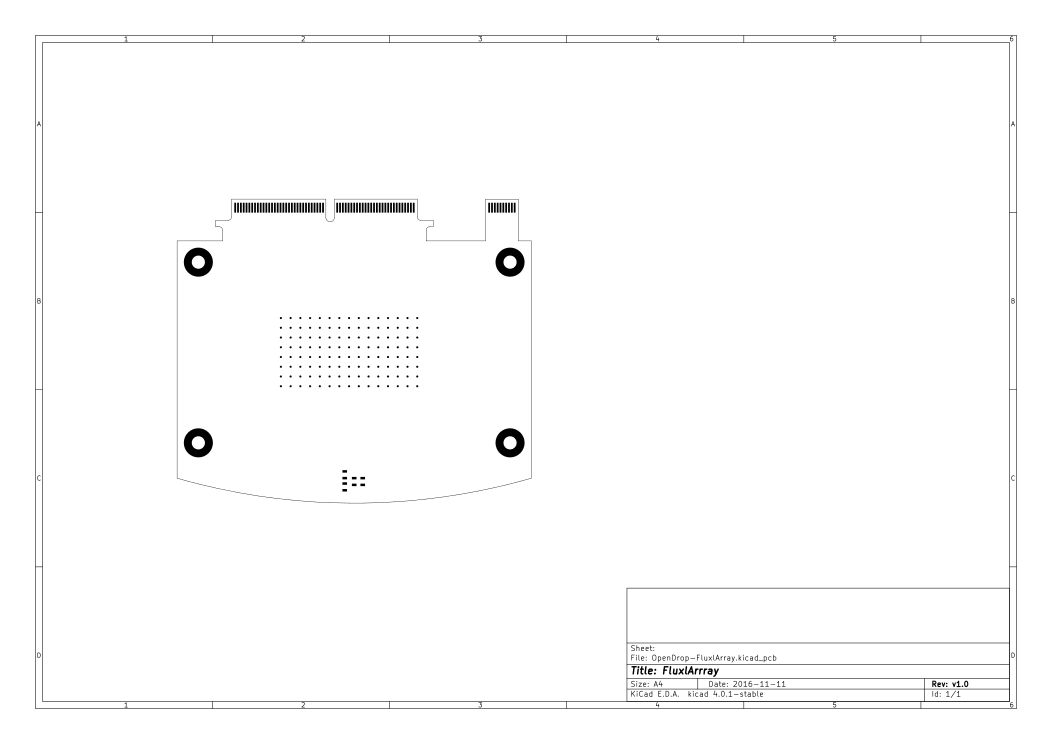 1 2 3 4 5 6
A A
B B
C C
Sheet:
File: OpenDrop-FluxlArray.kicad_pcb
D D
Title: FluxlArrray
Size: A4 Date: 2016-11-11 Rev: v1.0
KiCad E.D.A. kicad 4.0.1-stable Id: 1/1
1 2 3 4 5 6